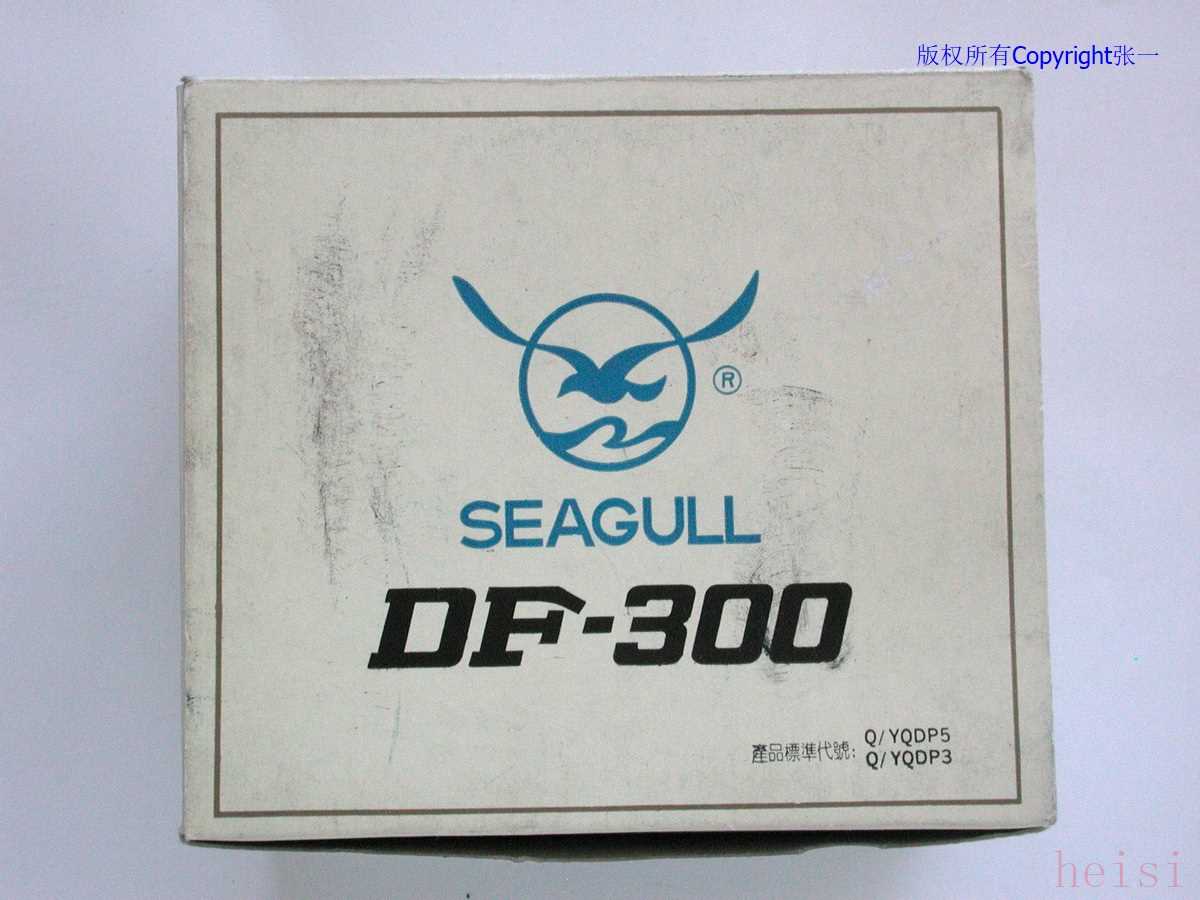 版权所有Copyright张一
®
SEAGULL
DF-300
產品標準代號: Q/YQDP5
Q/YQDP3
heisi